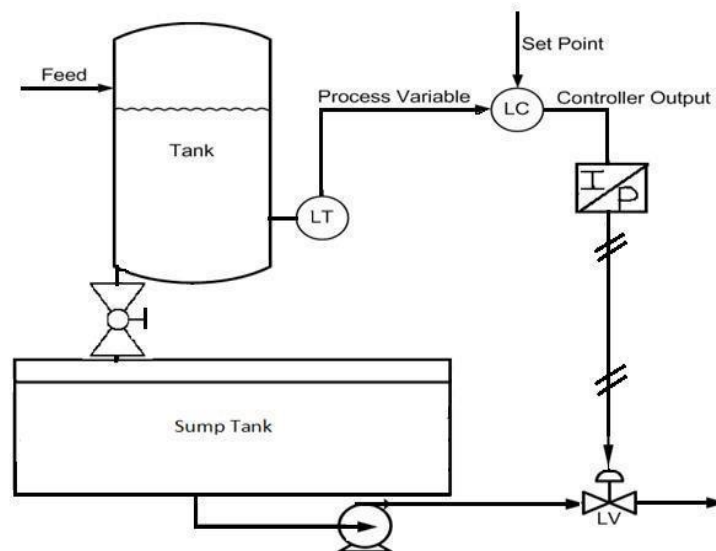 Set Point
Feed
Process Variable
LC
Controller Output
Tank
I
P
LT
Sump Tank
LV